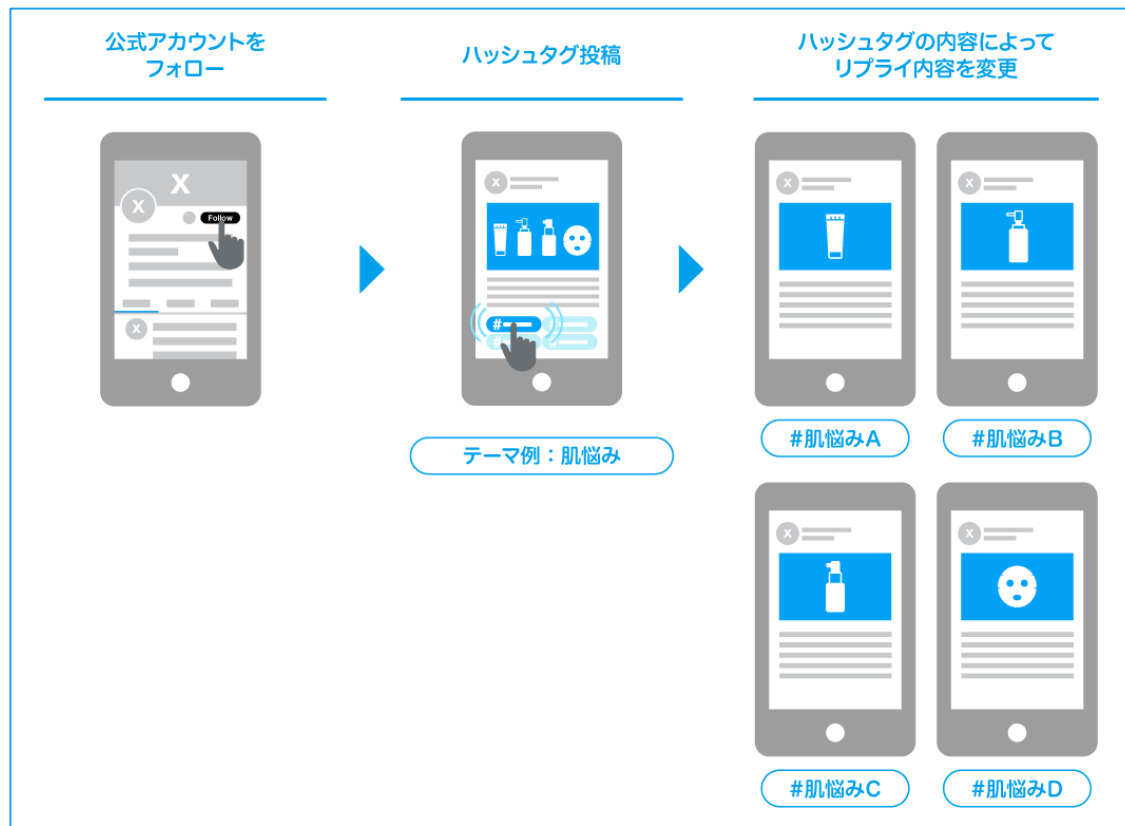 公式アカウントを
フォロー
ハッシュタグ投稿
ハッシュタグの内容によって
リプライ内容を変更
X
X
Follow
X
X
#
#
テーマ例：肌悩み
X
X
#肌悩みA
#肌悩みB
X
X
#肌悩みC
#肌悩みD